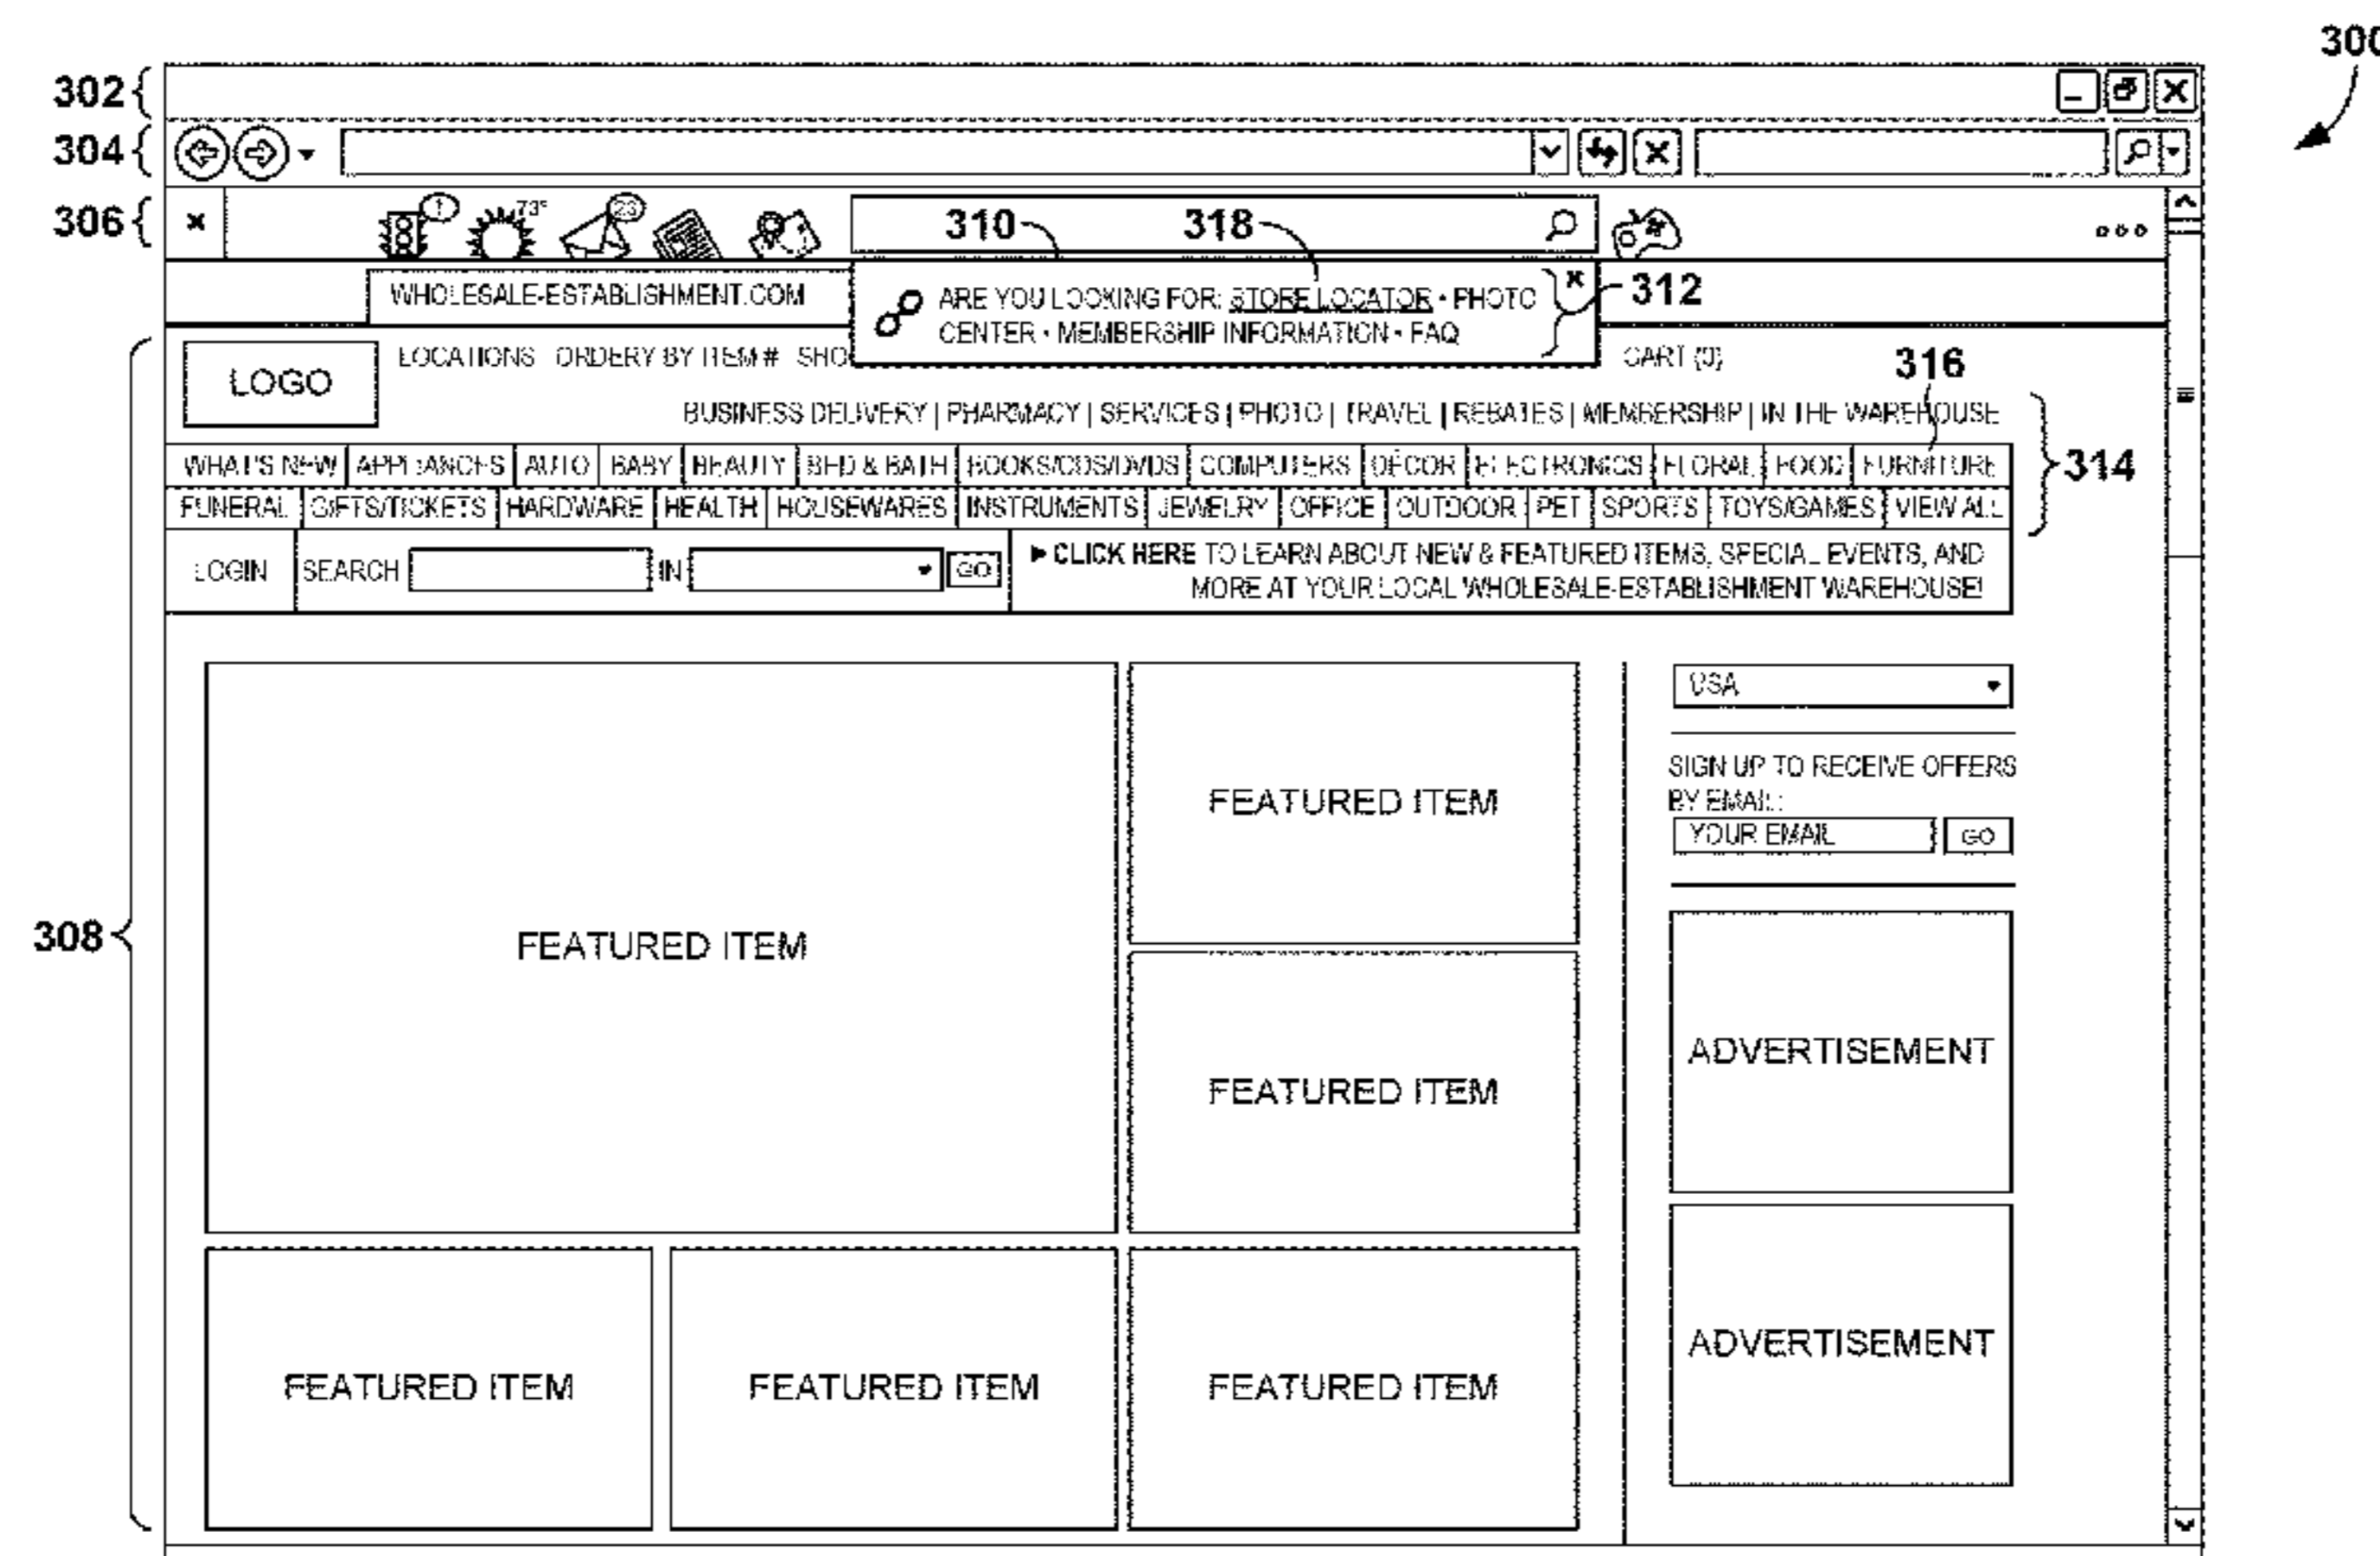 300
302
304
306 × ! 73° 23 310 318
WHOLESALE-ESTABLISHMENT.COM
ARE YOU LOOKING FOR: STORE LOCATOR • PHOTO × 312
CENTER • MEMBERSHIP INFORMATION • FAQ
LOGO
LOCATIONS ORDERY BY ITEM # SHO CART (0) 316
BUSINESS DELIVERY | PHARMACY | SERVICES | PHOTO | TRAVEL | REBATES | MEMBERSHIP | IN THE WAREHOUSE
WHAT'S NEW APPLIANCES AUTO BABY BEAUTY BED & BATH BOOKS/CDS/DVDS COMPUTERS DÉCOR ELECTRONICS FLORAL FOOD FURNITURE 314
FUNERAL GIFTS/TICKETS HARDWARE HEALTH HOUSEWARES INSTRUMENTS JEWELRY OFFICE OUTDOOR PET SPORTS TOYS/GAMES VIEW ALL
LOGIN SEARCH IN GO
CLICK HERE TO LEARN ABOUT NEW & FEATURED ITEMS, SPECIAL EVENTS, AND
MORE AT YOUR LOCAL WHOLESALE-ESTABLISHMENT WAREHOUSE!
USA
SIGN UP TO RECEIVE OFFERS
BY EMAIL:
YOUR EMAIL GO
308
FEATURED ITEM
FEATURED ITEM
FEATURED ITEM
FEATURED ITEM
FEATURED ITEM
FEATURED ITEM
ADVERTISEMENT
ADVERTISEMENT